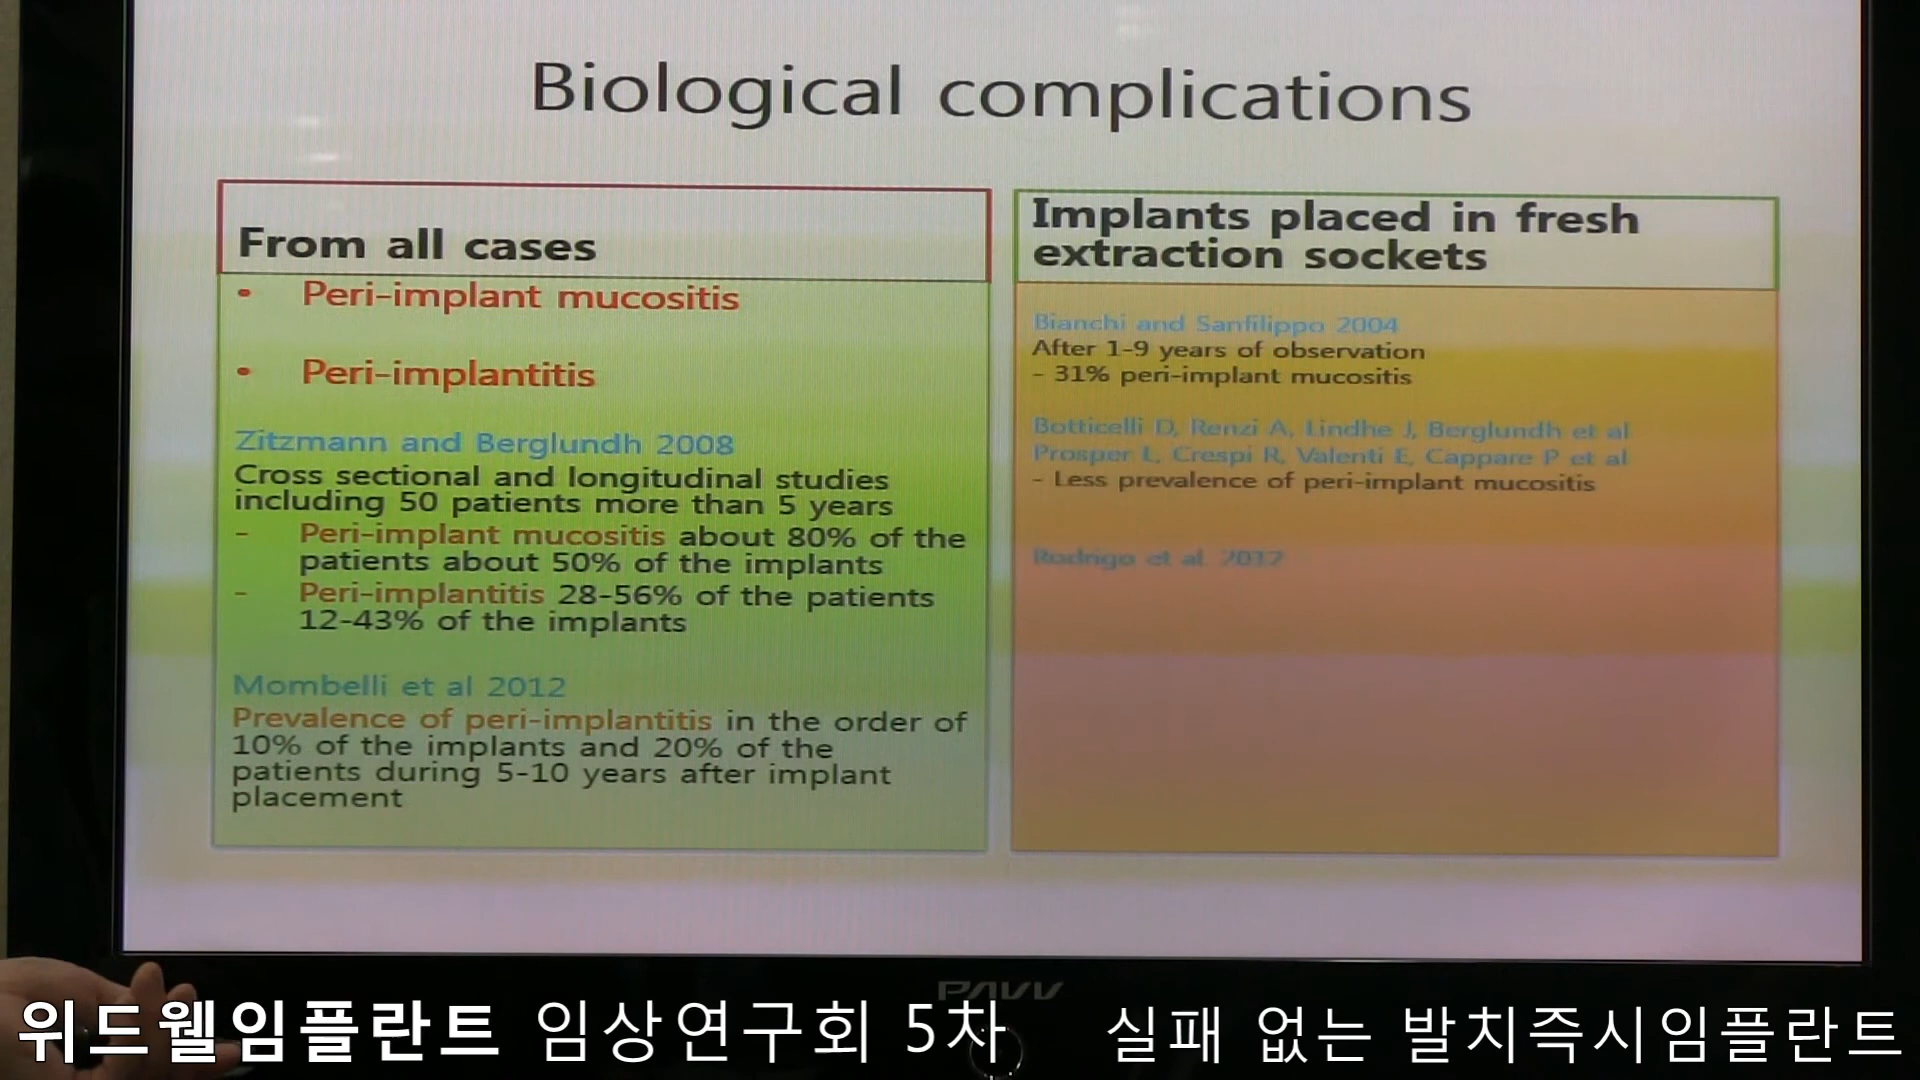 Biological complications
From all cases
• Peri-implant mucositis
• Peri-implantitis
Zitzmann and Berglundh 2008
Cross sectional and longitudinal studies
including 50 patients more than 5 years
- Peri-implant mucositis about 80% of the
patients about 50% of the implants
- Peri-implantitis 28-56% of the patients
12-43% of the implants
Mombelli et al 2012
Prevalence of peri-implantitis in the order of
10% of the implants and 20% of the
patients during 5-10 years after implant
placement
Implants placed in fresh
extraction sockets
Bianchi and Sanfilippo 2004
After 1-9 years of observation
- 31% peri-implant mucositis
Botticelli D, Renzi A, Lindhe J, Berglundh et al
Prosper L, Crespi R, Valenti E, Cappare P et al
- Less prevalence of peri-implant mucositis
Rodrigo et al 2012
PAVV
위드웰임플란트 임상연구회 5차 실패 없는 발치즉시임플란트